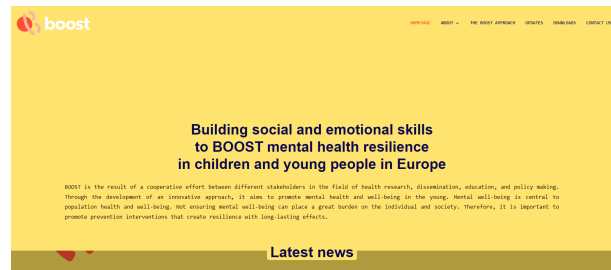 boost
HOMEPAGE ABOUT THE BOOST APPROACH UPDATES DOWNLOADS CONTACT US
Building social and emotional skills
to BOOST mental health resilience
in children and young people in Europe
BOOST is the result of a cooperative effort between different stakeholders in the field of health research, dissemination, education, and policy making.
Through the development of an innovative approach, it aims to promote mental health and well-being in the young. Mental well-being is central to
population health and well-being. Not ensuring mental well-being can place a great burden on the individual and society. Therefore, it is important to
promote prevention interventions that create resilience with long-lasting effects.
Latest news